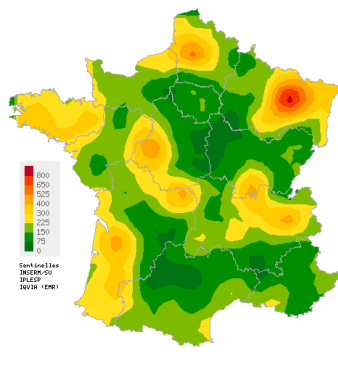 800
650
525
400
300
225
150
75
0
Sentinelles
INSERM/SU
IPLESP
IQVIA (EMR)